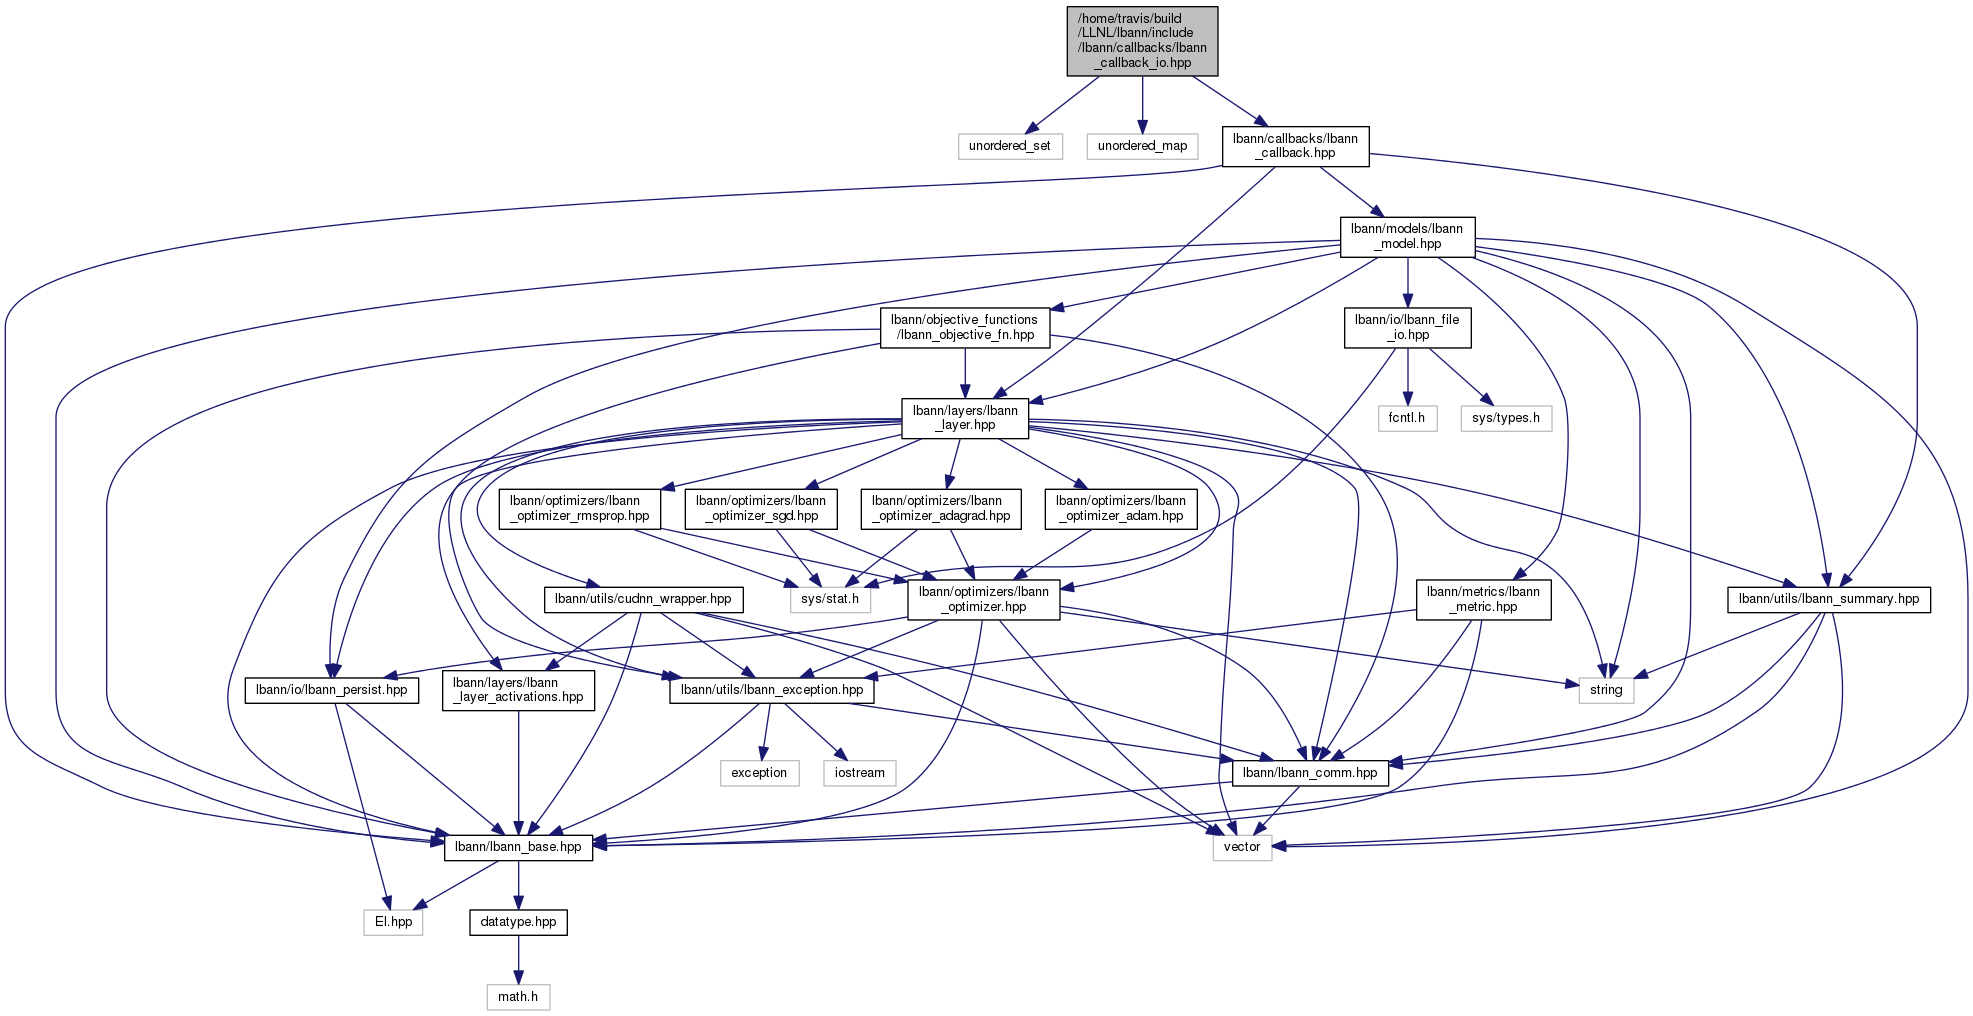 /home/travis/build
/LLNL/lbann/include
/lbann/callbacks/lbann
_callback_io.hpp
unordered_set
unordered_map
lbann/callbacks/lbann
_callback.hpp
lbann/models/lbann
_model.hpp
lbann/objective_functions
/lbann_objective_fn.hpp
lbann/io/lbann_file
_io.hpp
lbann/layers/lbann
_layer.hpp
fcntl.h
sys/types.h
lbann/optimizers/lbann
_optimizer_rmsprop.hpp
lbann/optimizers/lbann
_optimizer_sgd.hpp
lbann/optimizers/lbann
_optimizer_adagrad.hpp
lbann/optimizers/lbann
_optimizer_adam.hpp
lbann/utils/cudnn_wrapper.hpp
sys/stat.h
lbann/optimizers/lbann
_optimizer.hpp
lbann/metrics/lbann
_metric.hpp
lbann/utils/lbann_summary.hpp
lbann/io/lbann_persist.hpp
lbann/layers/lbann
_layer_activations.hpp
lbann/utils/lbann_exception.hpp
string
exception
iostream
lbann/lbann_comm.hpp
lbann/lbann_base.hpp
vector
El.hpp
datatype.hpp
math.h